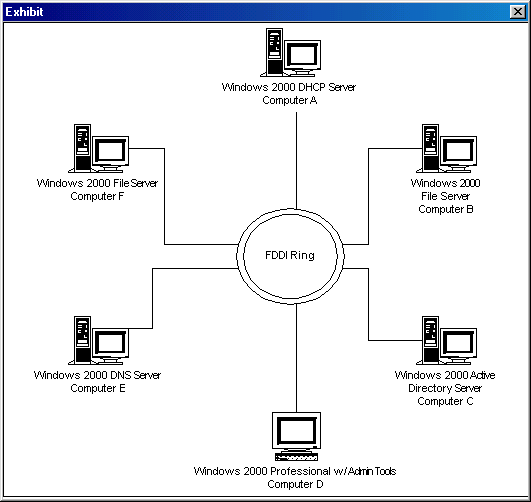 Exhibit
Windows 2000 DHCP Server
Computer A
Windows 2000 File Server
Computer F
Windows 2000
File Server
Computer B
FDDI Ring
Windows 2000 DNS Server
Computer E
Windows 2000 Active
Directory Server
Computer C
Windows 2000 Professional w/Admin Tools
Computer D